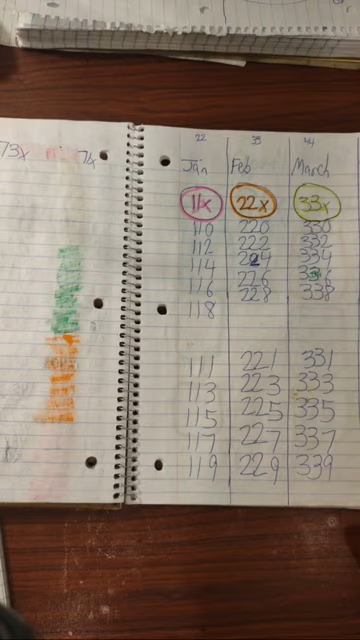 73x 7x
22 33 44
Jan Feb March
11x 22x 33x
110 220 330
112 222 332
114 224 334
116 226 336
118 228 338
111 221 331
113 223 333
115 225 335
117 227 337
119 229 339